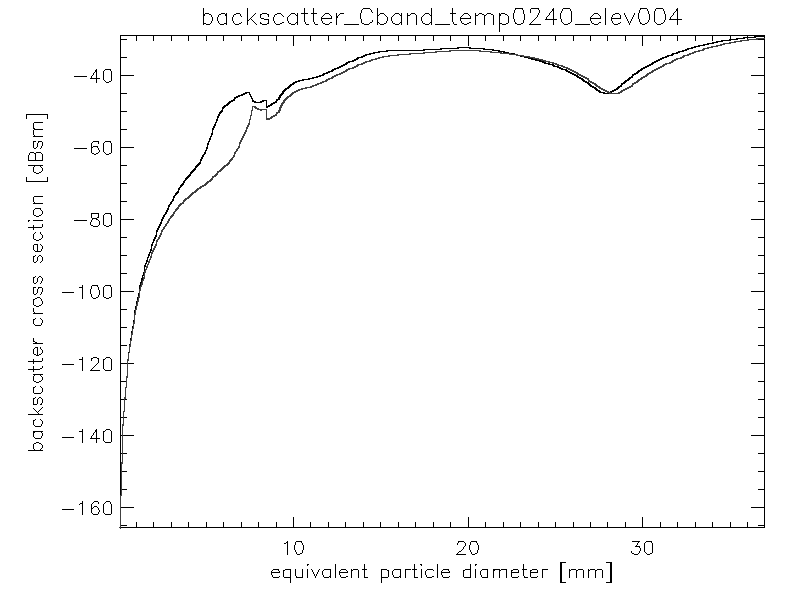 backscatter_Cband_temp0240_elev004
backscatter cross section [dBsm]
-40
-60
-80
-100
-120
-140
-160
10 20 30
equivalent particle diameter [mm]